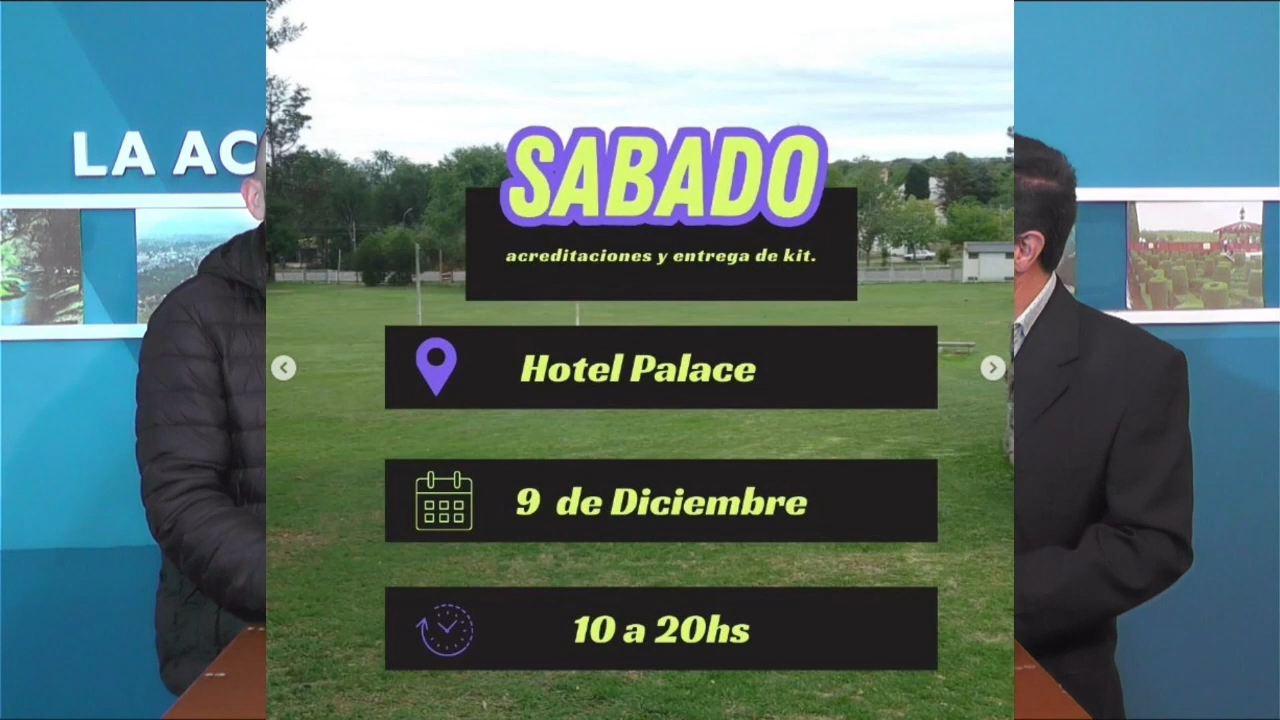 LA AC
SABADO
acreditaciones y entrega de kit.
Hotel Palace
9 de Diciembre
10 a 20hs